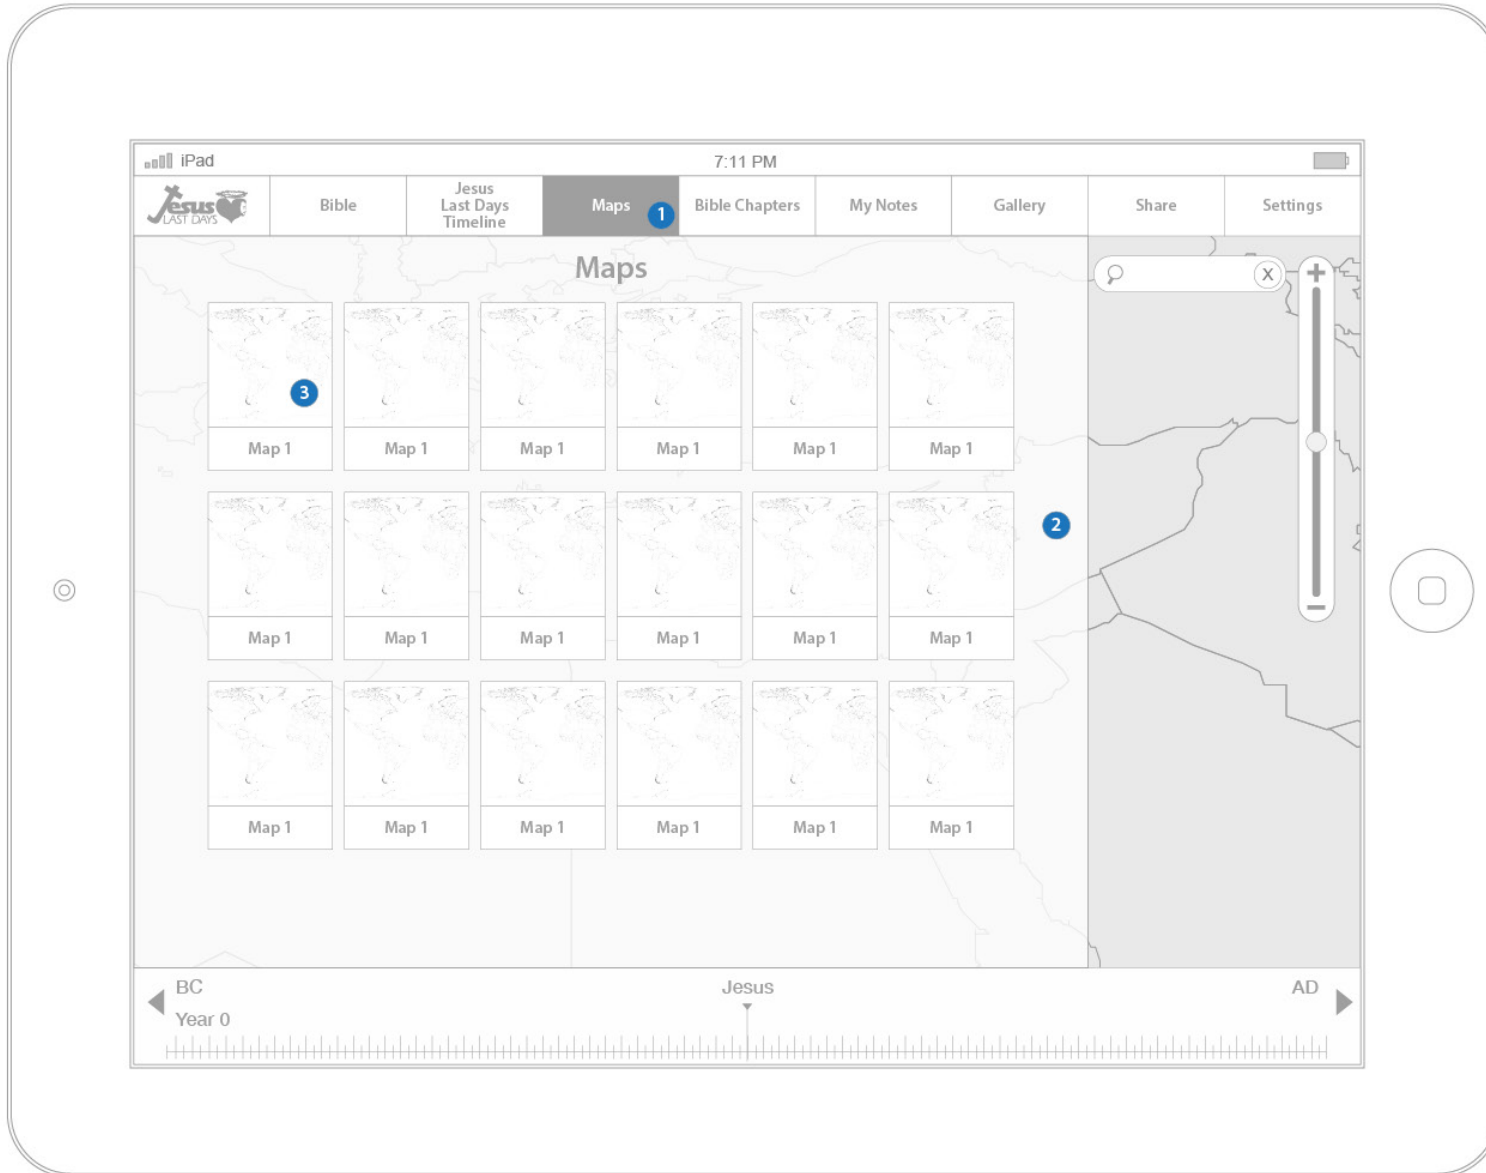 iPad
7:11 PM
Jesus
LAST DAYS
Bible
Jesus
Last Days
Timeline
Maps
1
Bible Chapters
My Notes
Gallery
Share
Settings
Maps
X
3
Map 1 Map 1 Map 1 Map 1 Map 1 Map 1
2
Map 1 Map 1 Map 1 Map 1 Map 1 Map 1
Map 1 Map 1 Map 1 Map 1 Map 1 Map 1
BC
Jesus
AD
Year 0